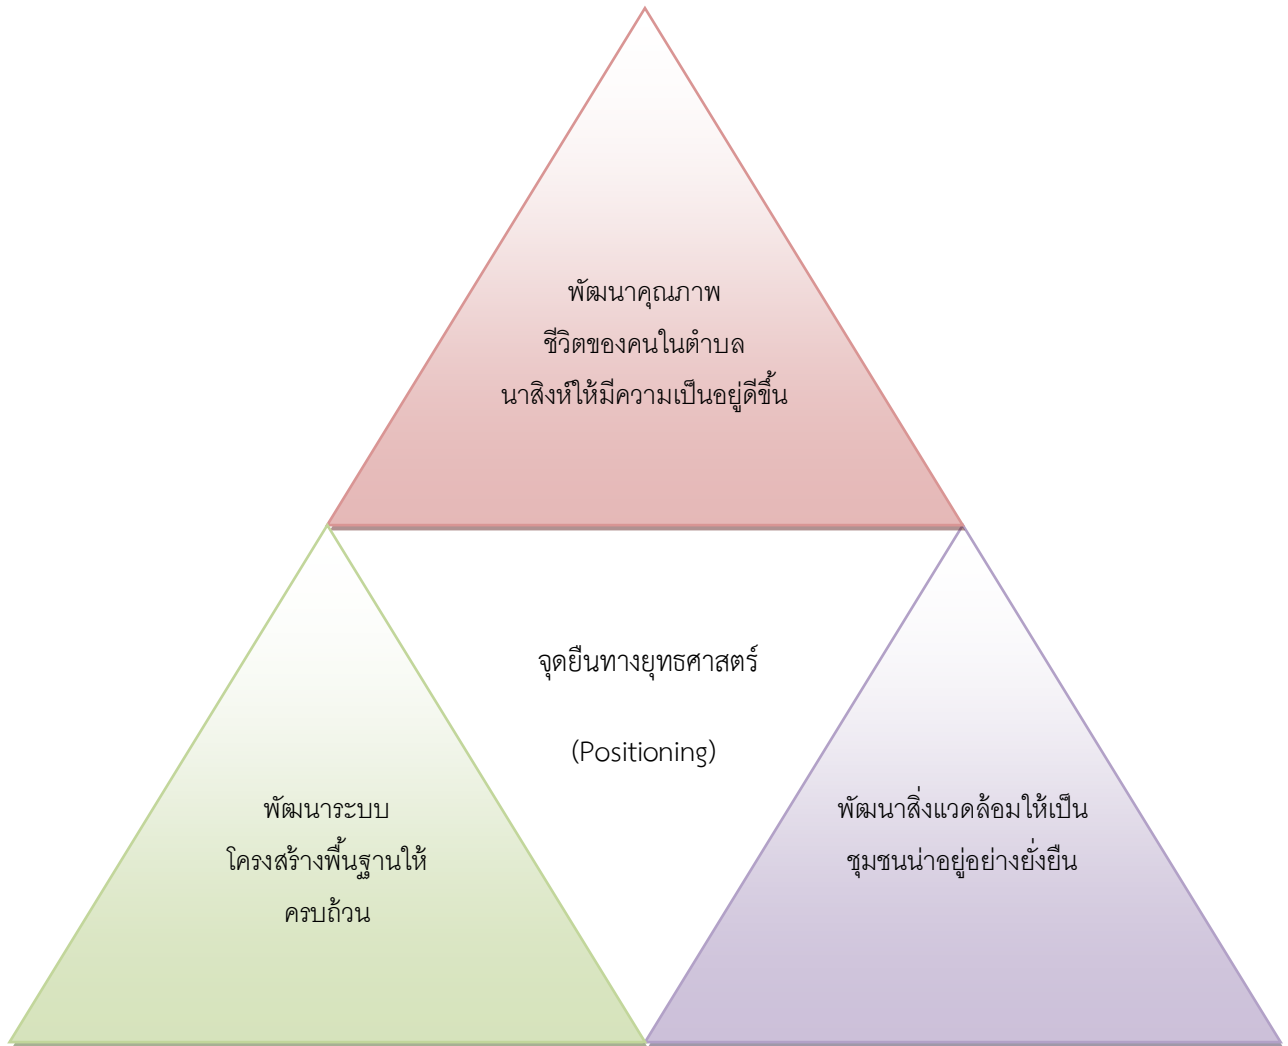 พัฒนาคุณภาพ
ชีวิตของคนในตำบล
นาสิงห์ให้มีความเป็นอยู่ดีขึ้น
จุดยืนทางยุทธศาสตร์
(Positioning)
พัฒนาระบบ
โครงสร้างพื้นฐานให้
ครบถ้วน
พัฒนาสิ่งแวดล้อมให้เป็น
ชุมชนน่าอยู่อย่างยั่งยืน